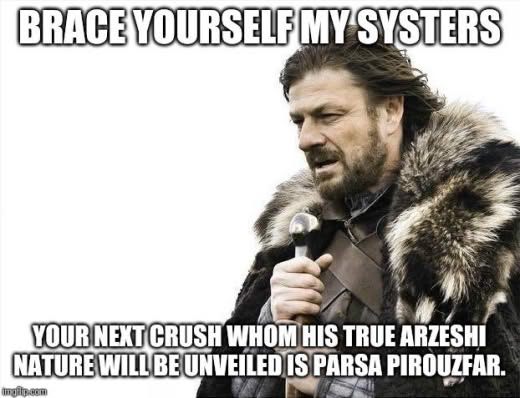 BRACE YOURSELF MY SYSTERS
YOUR NEXT CRUSH WHOM HIS TRUE ARZESHI
NATURE WILL BE UNVEILED IS PARSA PIROUZFAR.
imgflip.com